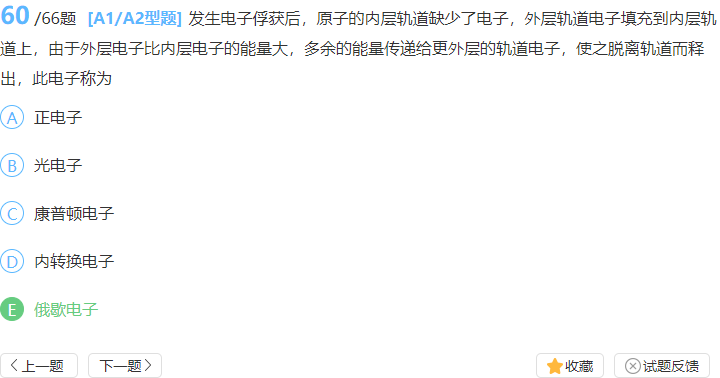 60 /66题 [A1/A2型题] 发生电子俘获后，原子的内层轨道缺少了电子，外层轨道电子填充到内层轨
道上，由于外层电子比内层电子的能量大，多余的能量传递给更外层的轨道电子，使之脱离轨道而释
出，此电子称为
A 正电子
B 光电子
C 康普顿电子
D 内转换电子
E 俄歇电子
上一题 下一题 收藏 试题反馈